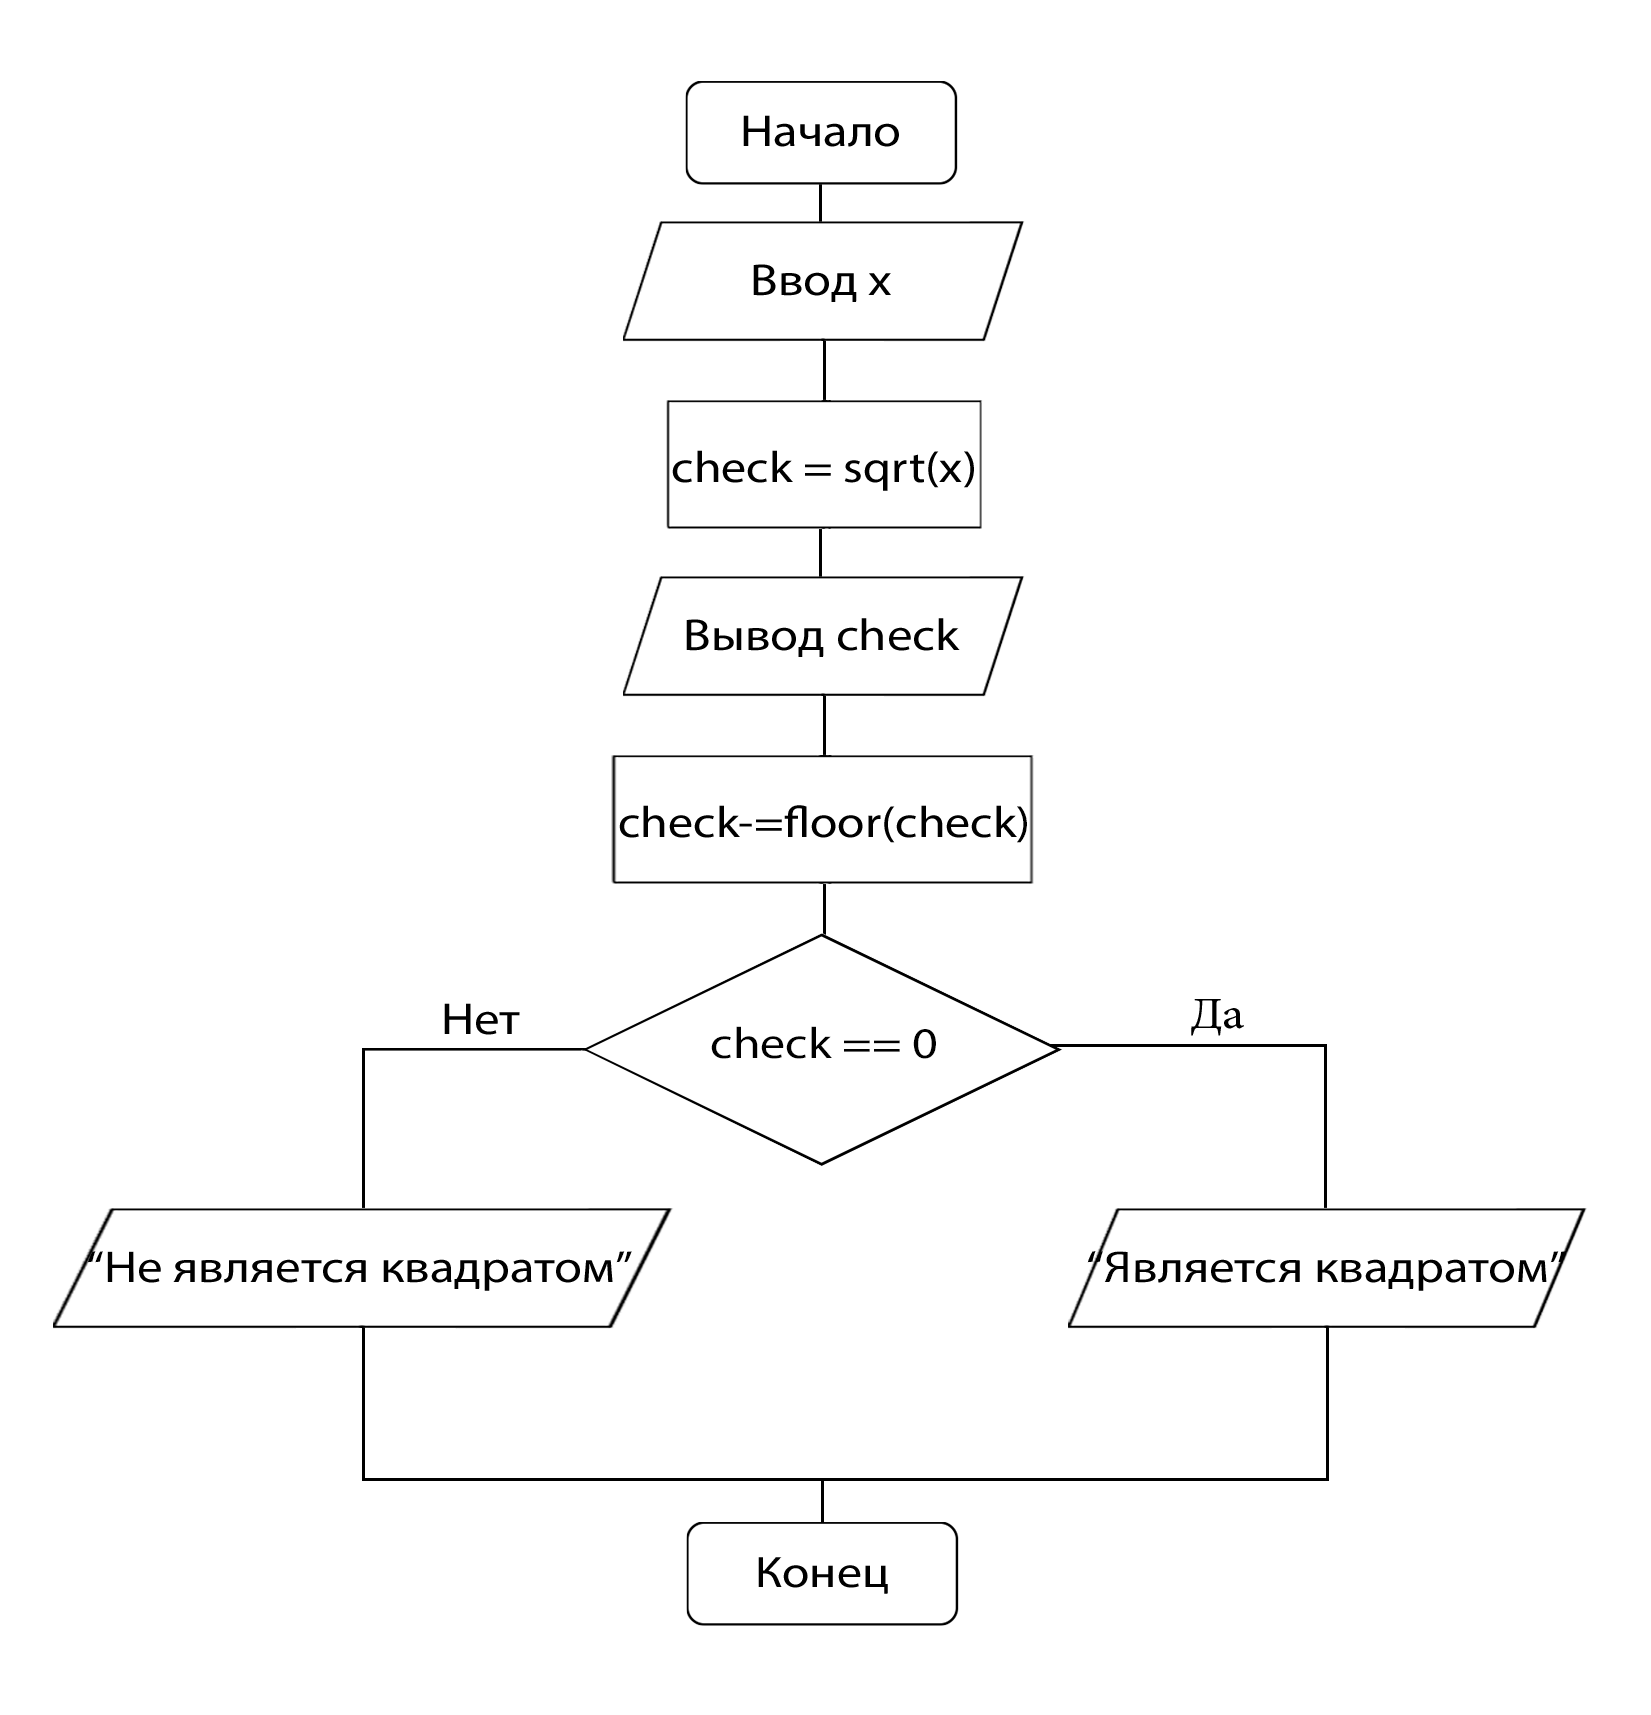 Начало
Ввод x
check = sqrt(x)
Вывод check
check-=floor(check)
Нет
check == 0
Да
“Не является квадратом”
“Является квадратом”
Конец